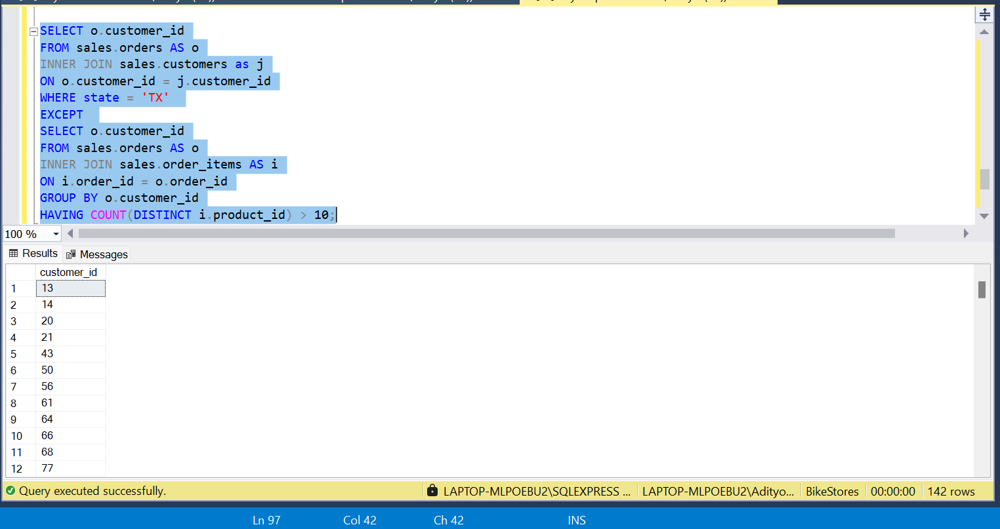 SELECT o.customer_id
FROM sales.orders AS o
INNER JOIN sales.customers as j
ON o.customer_id = j.customer_id
WHERE state = 'TX'
EXCEPT
SELECT o.customer_id
FROM sales.orders AS o
INNER JOIN sales.order_items AS i
ON i.order_id = o.order_id
GROUP BY o.customer_id
HAVING COUNT(DISTINCT i.product_id) > 10;
100 %
Results Messages
customer_id
1 13
2 14
3 20
4 21
5 43
6 50
7 56
8 61
9 64
10 66
11 68
12 77
Query executed successfully. LAPTOP-MLPOEBU2\SQLEXPRESS ... LAPTOP-MLPOEBU2\Adityo... BikeStores 00:00:00 142 rows
Ln 97 Col 42 Ch 42 INS